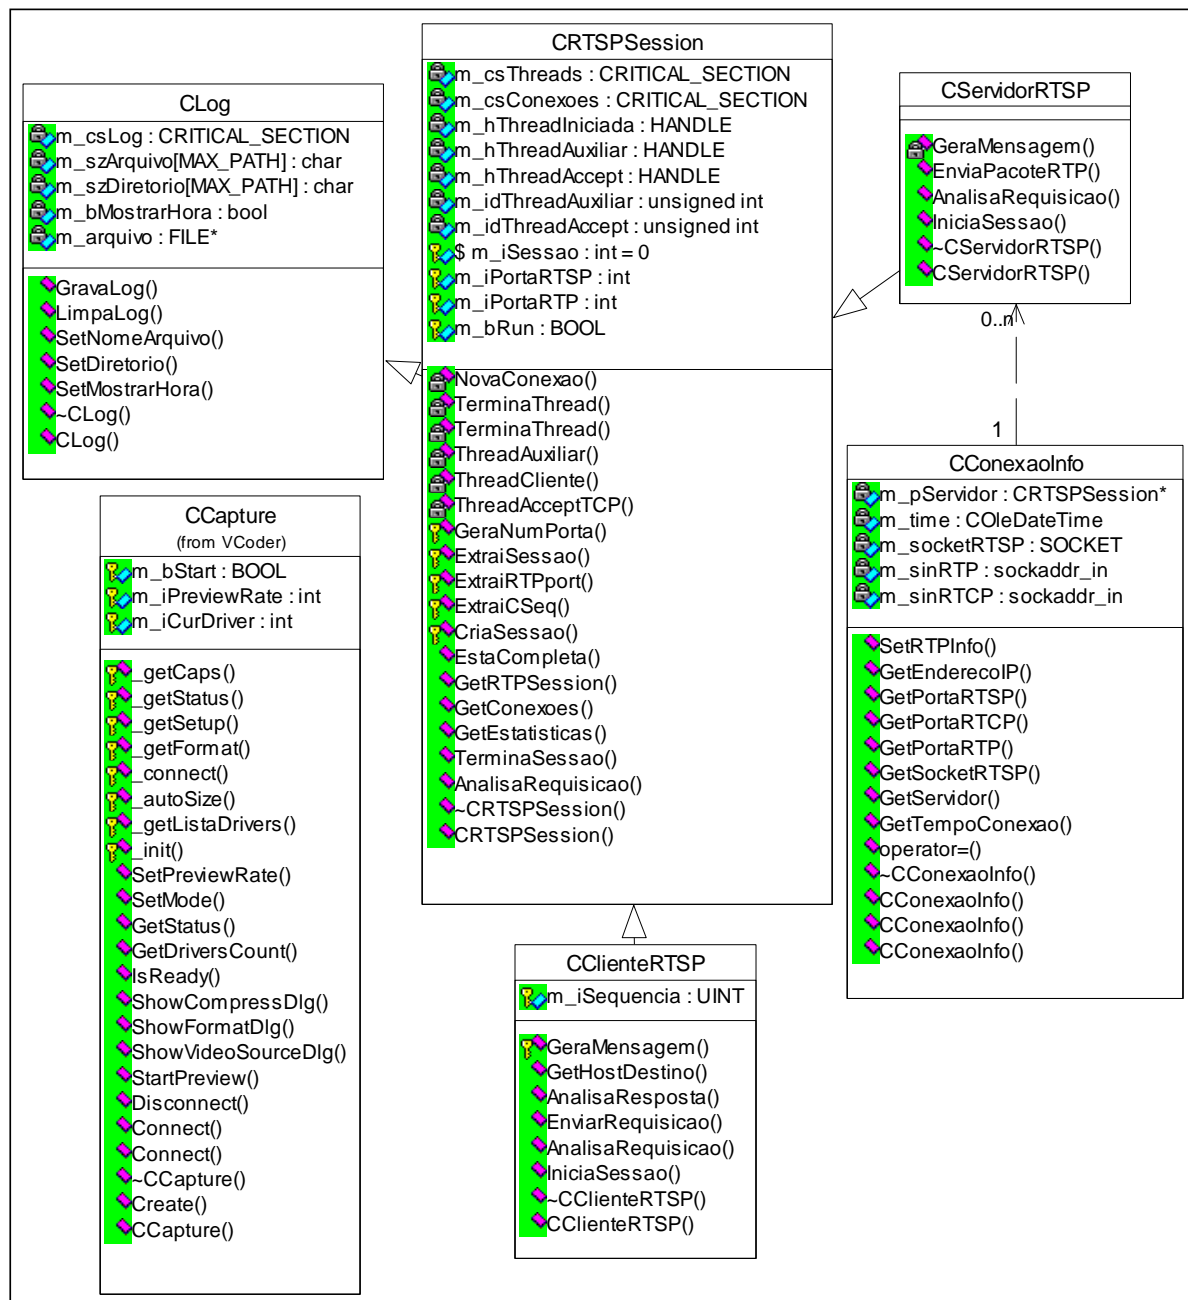 CLog
m_csLog : CRITICAL_SECTION
m_szArquivo[MAX_PATH] : char
m_szDiretorio[MAX_PATH] : char
m_bMostrarHora : bool
m_arquivo : FILE*
GravaLog()
LimpaLog()
SetNomeArquivo()
SetDiretorio()
SetMostrarHora()
~CLog()
CLog()
CRTSPSession
m_csThreads : CRITICAL_SECTION
m_csConexoes : CRITICAL_SECTION
m_hThreadIniciada : HANDLE
m_hThreadAuxiliar : HANDLE
m_hThreadAccept : HANDLE
m_idThreadAuxiliar : unsigned int
m_idThreadAccept : unsigned int
$ m_iSessao : int = 0
m_iPortaRTSP : int
m_iPortaRTP : int
m_bRun : BOOL
NovaConexao()
TerminaThread()
TerminaThread()
ThreadAuxiliar()
ThreadCliente()
ThreadAcceptTCP()
GeraNumPorta()
ExtraiSessao()
ExtraiRTPport()
ExtraiCSeq()
CriaSessao()
EstaCompleta()
GetRTPSession()
GetConexoes()
GetEstatisticas()
TerminaSessao()
AnalisaRequisicao()
~CRTSPSession()
CRTSPSession()
CServidorRTSP
GeraMensagem()
EnviaPacoteRTP()
AnalisaRequisicao()
IniciaSessao()
~CServidorRTSP()
CServidorRTSP()
0..n
1
CConexaoInfo
m_pServidor : CRTSPSession*
m_time : COleDateTime
m_socketRTSP : SOCKET
m_sinRTP : sockaddr_in
m_sinRTCP : sockaddr_in
SetRTPInfo()
GetEnderecoIP()
GetPortaRTSP()
GetPortaRTCP()
GetPortaRTP()
GetSocketRTSP()
GetServidor()
GetTempoConexao()
operator=()
~CConexaoInfo()
CConexaoInfo()
CConexaoInfo()
CConexaoInfo()
CCapture
(from VCoder)
m_bStart : BOOL
m_iPreviewRate : int
m_iCurDriver : int
_getCaps()
_getStatus()
_getSetup()
_getFormat()
_connect()
_autoSize()
_getListaDrivers()
_init()
SetPreviewRate()
SetMode()
GetStatus()
GetDriversCount()
IsReady()
ShowCompressDlg()
ShowFormatDlg()
ShowVideoSourceDlg()
StartPreview()
Disconnect()
Connect()
Connect()
~CCapture()
Create()
CCapture()
CClienteRTSP
m_iSequencia : UINT
GeraMensagem()
GetHostDestino()
AnalisaResposta()
EnviarRequisicao()
AnalisaRequisicao()
IniciaSessao()
~CClienteRTSP()
CClienteRTSP()